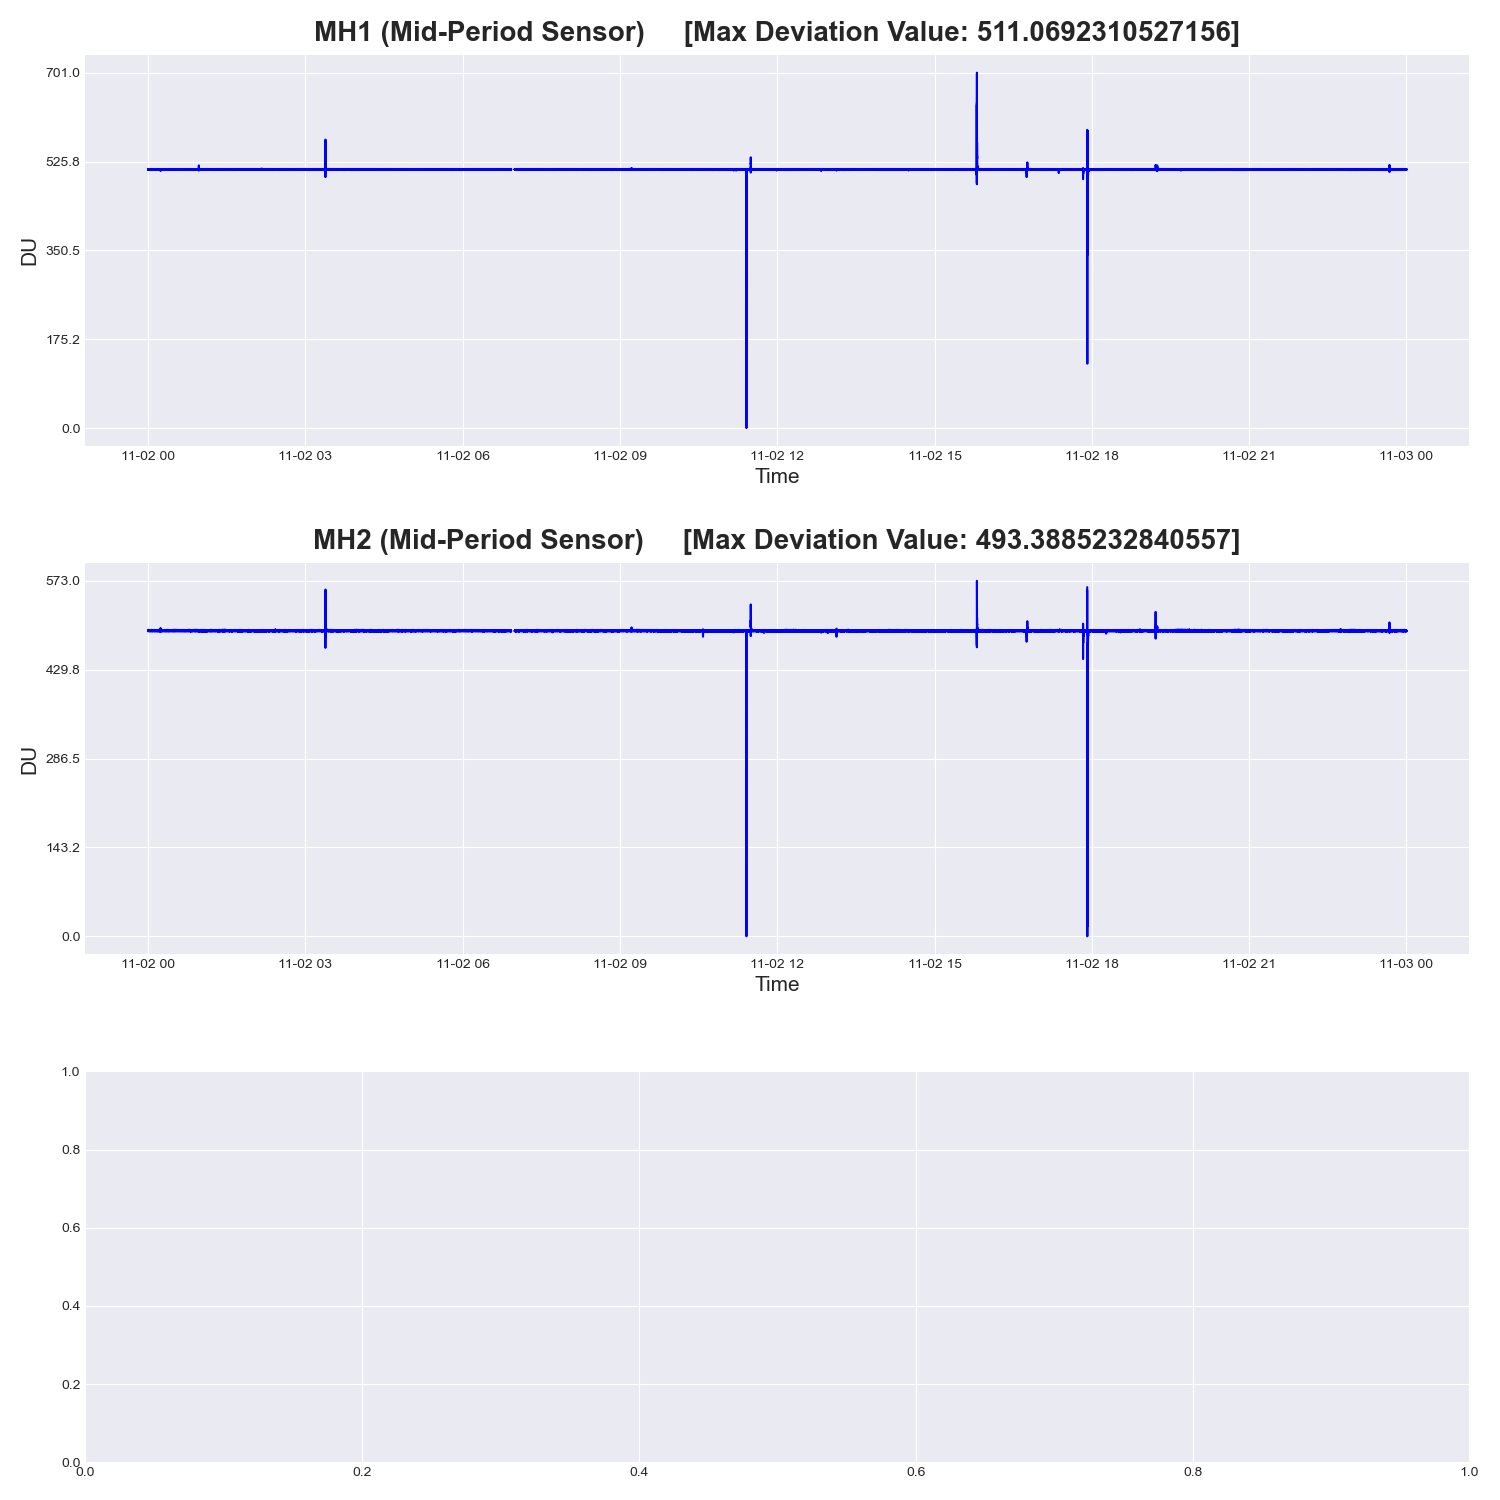 MH1 (Mid-Period Sensor) [Max Deviation Value: 511.0692310527156]
701.0
525.8
350.5
175.2
0.0
DU
11-02 00 11-02 03 11-02 06 11-02 09 11-02 12 11-02 15 11-02 18 11-02 21 11-03 00
Time
MH2 (Mid-Period Sensor) [Max Deviation Value: 493.3885232840557]
573.0
429.8
286.5
143.2
0.0
DU
11-02 00 11-02 03 11-02 06 11-02 09 11-02 12 11-02 15 11-02 18 11-02 21 11-03 00
Time
1.0
0.8
0.6
0.4
0.2
0.0
0.0 0.2 0.4 0.6 0.8 1.0